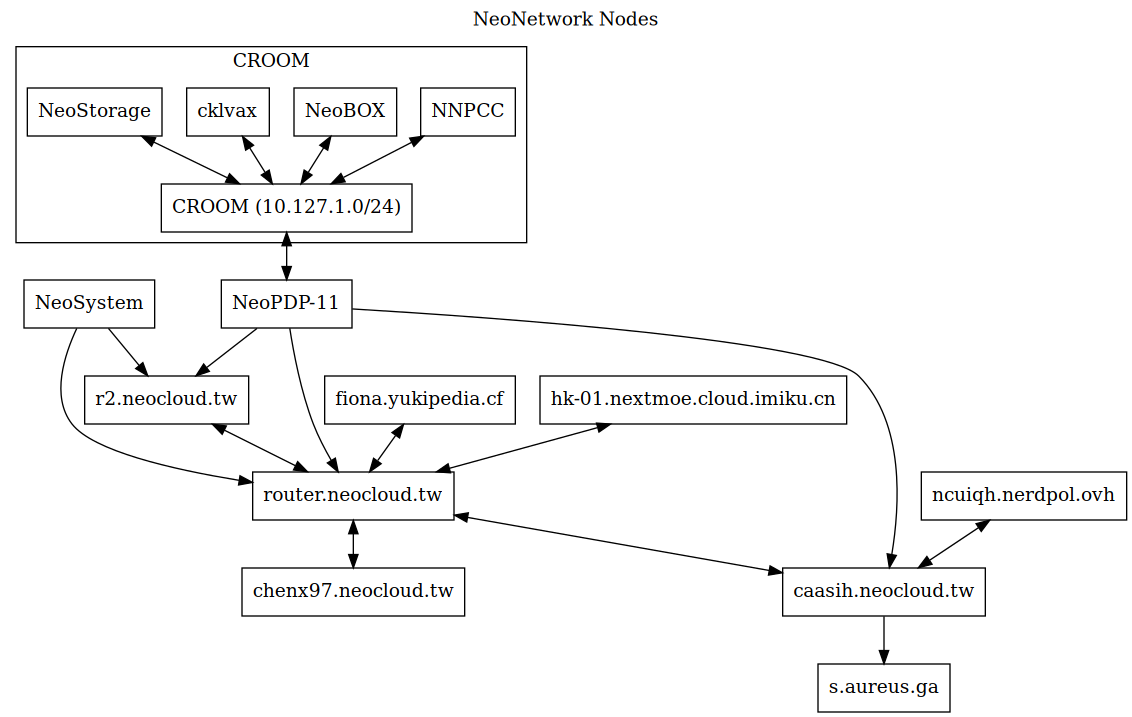 NeoNetwork Nodes
CROOM
NeoStorage
cklvax
NeoBOX
NNPCC
CROOM (10.127.1.0/24)
NeoSystem
NeoPDP-11
r2.neocloud.tw
fiona.yukipedia.cf
hk-01.nextmoe.cloud.imiku.cn
router.neocloud.tw
ncuiqh.nerdpol.ovh
chenx97.neocloud.tw
caasih.neocloud.tw
s.aureus.ga